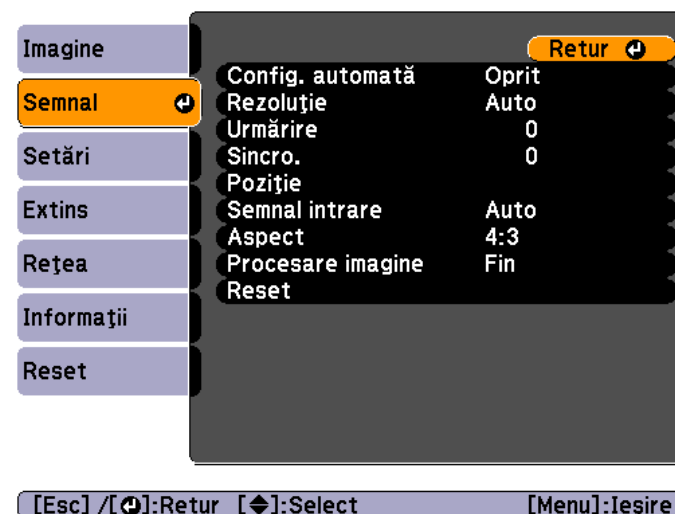 Imagine
Semnal
Setări
Extins
Reţea
Informaţii
Reset
Retur
Config. automată Oprit
Rezoluţie Auto
Urmărire 0
Sincro. 0
Poziţie
Semnal intrare Auto
Aspect 4:3
Procesare imagine Fin
Reset
[Esc] /[⏎]:Retur [◆]:Select [Menu]:Iesire